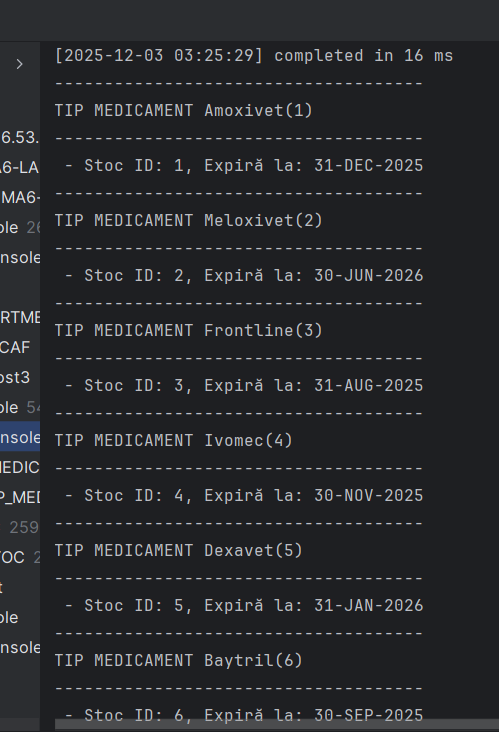 [2025-12-03 03:25:29] completed in 16 ms
-------------------------------------
TIP MEDICAMENT Amoxivet(1)
-------------------------------------
- Stoc ID: 1, Expiră la: 31-DEC-2025
-------------------------------------
TIP MEDICAMENT Meloxivet(2)
-------------------------------------
- Stoc ID: 2, Expiră la: 30-JUN-2026
-------------------------------------
TIP MEDICAMENT Frontline(3)
-------------------------------------
- Stoc ID: 3, Expiră la: 31-AUG-2025
-------------------------------------
TIP MEDICAMENT Ivomec(4)
-------------------------------------
- Stoc ID: 4, Expiră la: 30-NOV-2025
-------------------------------------
TIP MEDICAMENT Dexavet(5)
-------------------------------------
- Stoc ID: 5, Expiră la: 31-JAN-2026
-------------------------------------
TIP MEDICAMENT Baytril(6)
-------------------------------------
- Stoc ID: 6, Expiră la: 30-SEP-2025
6.53.
A6-LA
MA6-
ole 26
nsole
RTME
CAF
ost3
ole 54
nsole
MEDIC
P_MED
259
TOC 2
t
ole
nsole